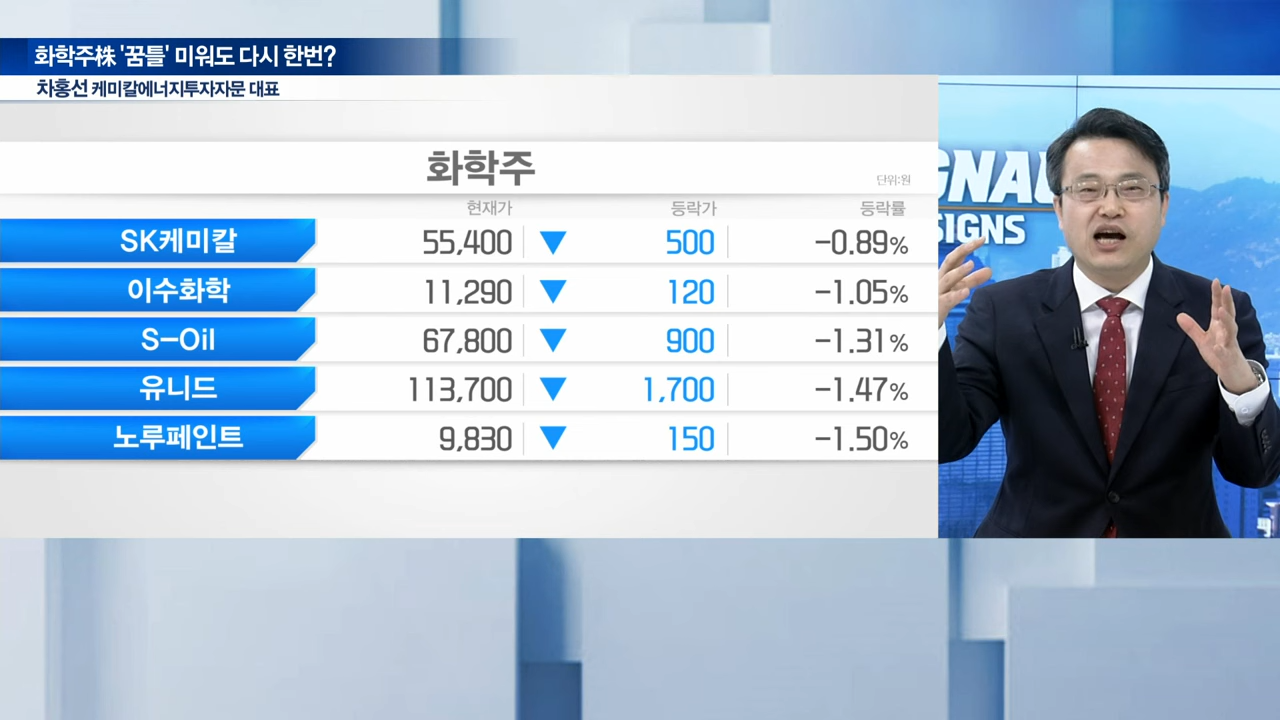 화학주株 '꿈틀' 미워도 다시 한번?
차홍선 케미칼에너지투자자문 대표
화학주
단위:원
현재가 등락가 등락률
SK케미칼 55,400 ▼ 500 -0.89%
이수화학 11,290 ▼ 120 -1.05%
S-Oil 67,800 ▼ 900 -1.31%
유니드 113,700 ▼ 1,700 -1.47%
노루페인트 9,830 ▼ 150 -1.50%
GNAL
SIGNS